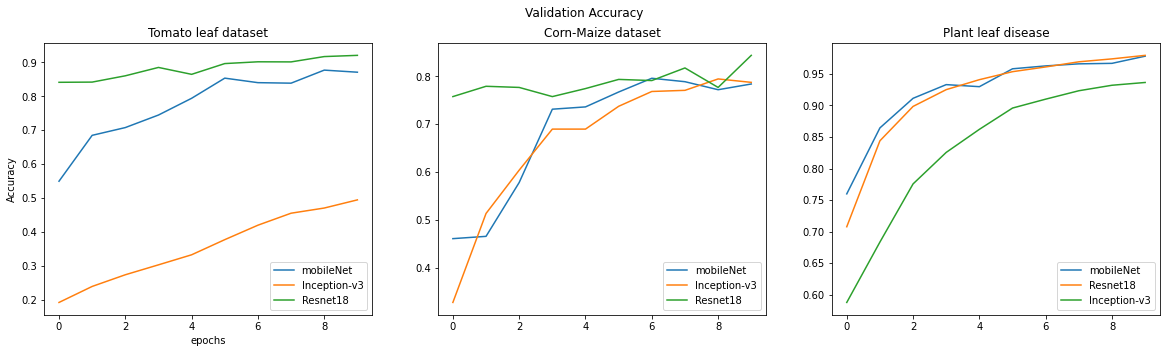 Validation Accuracy
Tomato leaf dataset
Accuracy
0.9
0.8
0.7
0.6
0.5
0.4
0.3
0.2
0 2 4 6 8
epochs
mobileNet
Inception-v3
Resnet18
Corn-Maize dataset
0.8
0.7
0.6
0.5
0.4
0 2 4 6 8
mobileNet
Inception-v3
Resnet18
Plant leaf disease
0.95
0.90
0.85
0.80
0.75
0.70
0.65
0.60
0 2 4 6 8
mobileNet
Resnet18
Inception-v3